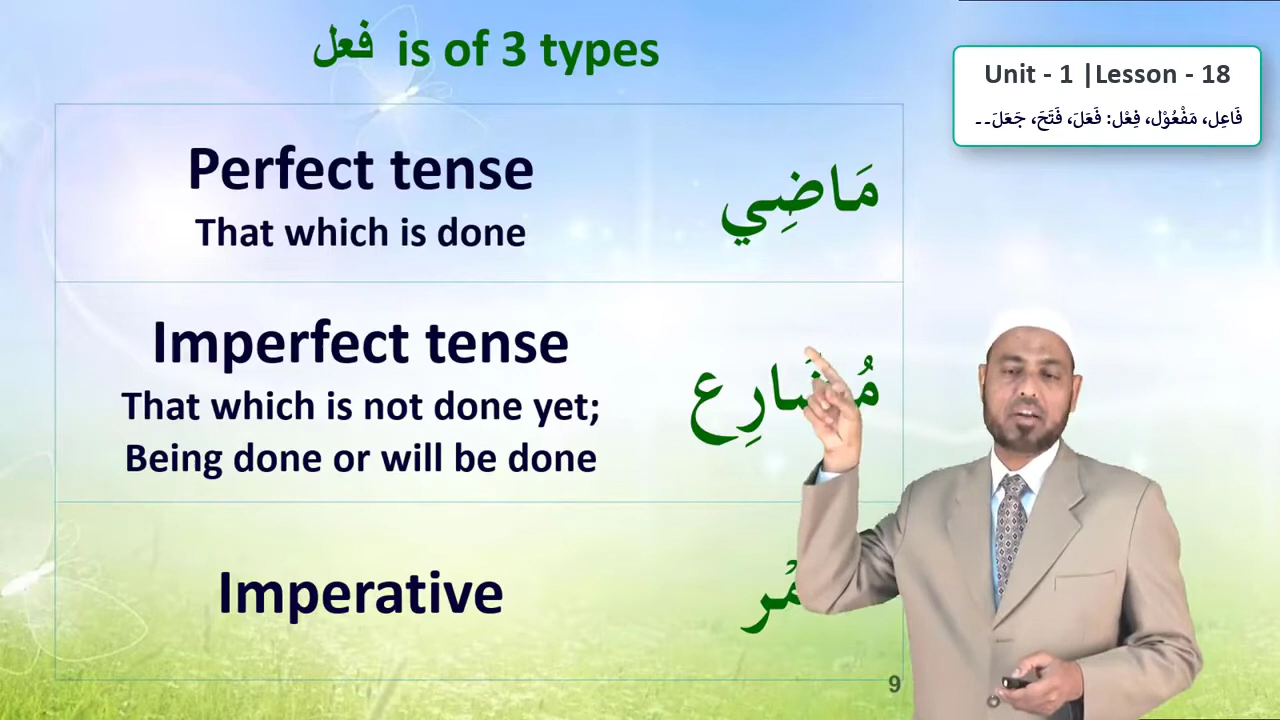 فعل is of 3 types
Unit - 1 |Lesson - 18
فَاعِل، مَفْعُوْل، فِعْل: فَعَلَ، فَتَحَ، جَعَلَ۔۔
Perfect tense
That which is done
مَاضِي
Imperfect tense
That which is not done yet;
Being done or will be done
مُضَارِع
Imperative
9